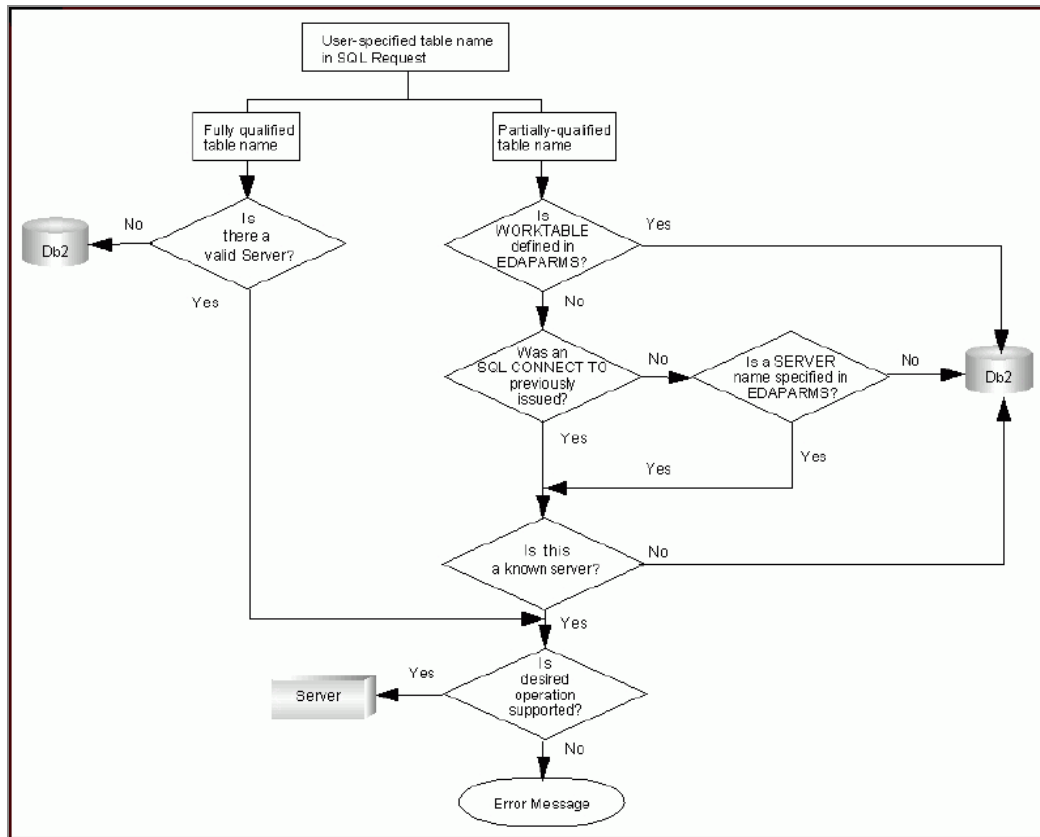 User-specified table name
in SQL Request
Fully qualified
table name
Partially-qualified
table name
Is
there a
valid Server?
No
Db2
Yes
Is
WORKTABLE
defined in
EDAPARMS?
Yes
No
Was an
SQL CONNECT TO
previously
issued?
No
Is a SERVER
name specified in
EDAPARMS?
No
Db2
Yes
Yes
Yes
Is this
a known server?
No
Yes
Is
desired
operation
supported?
Yes
Server
No
Error Message